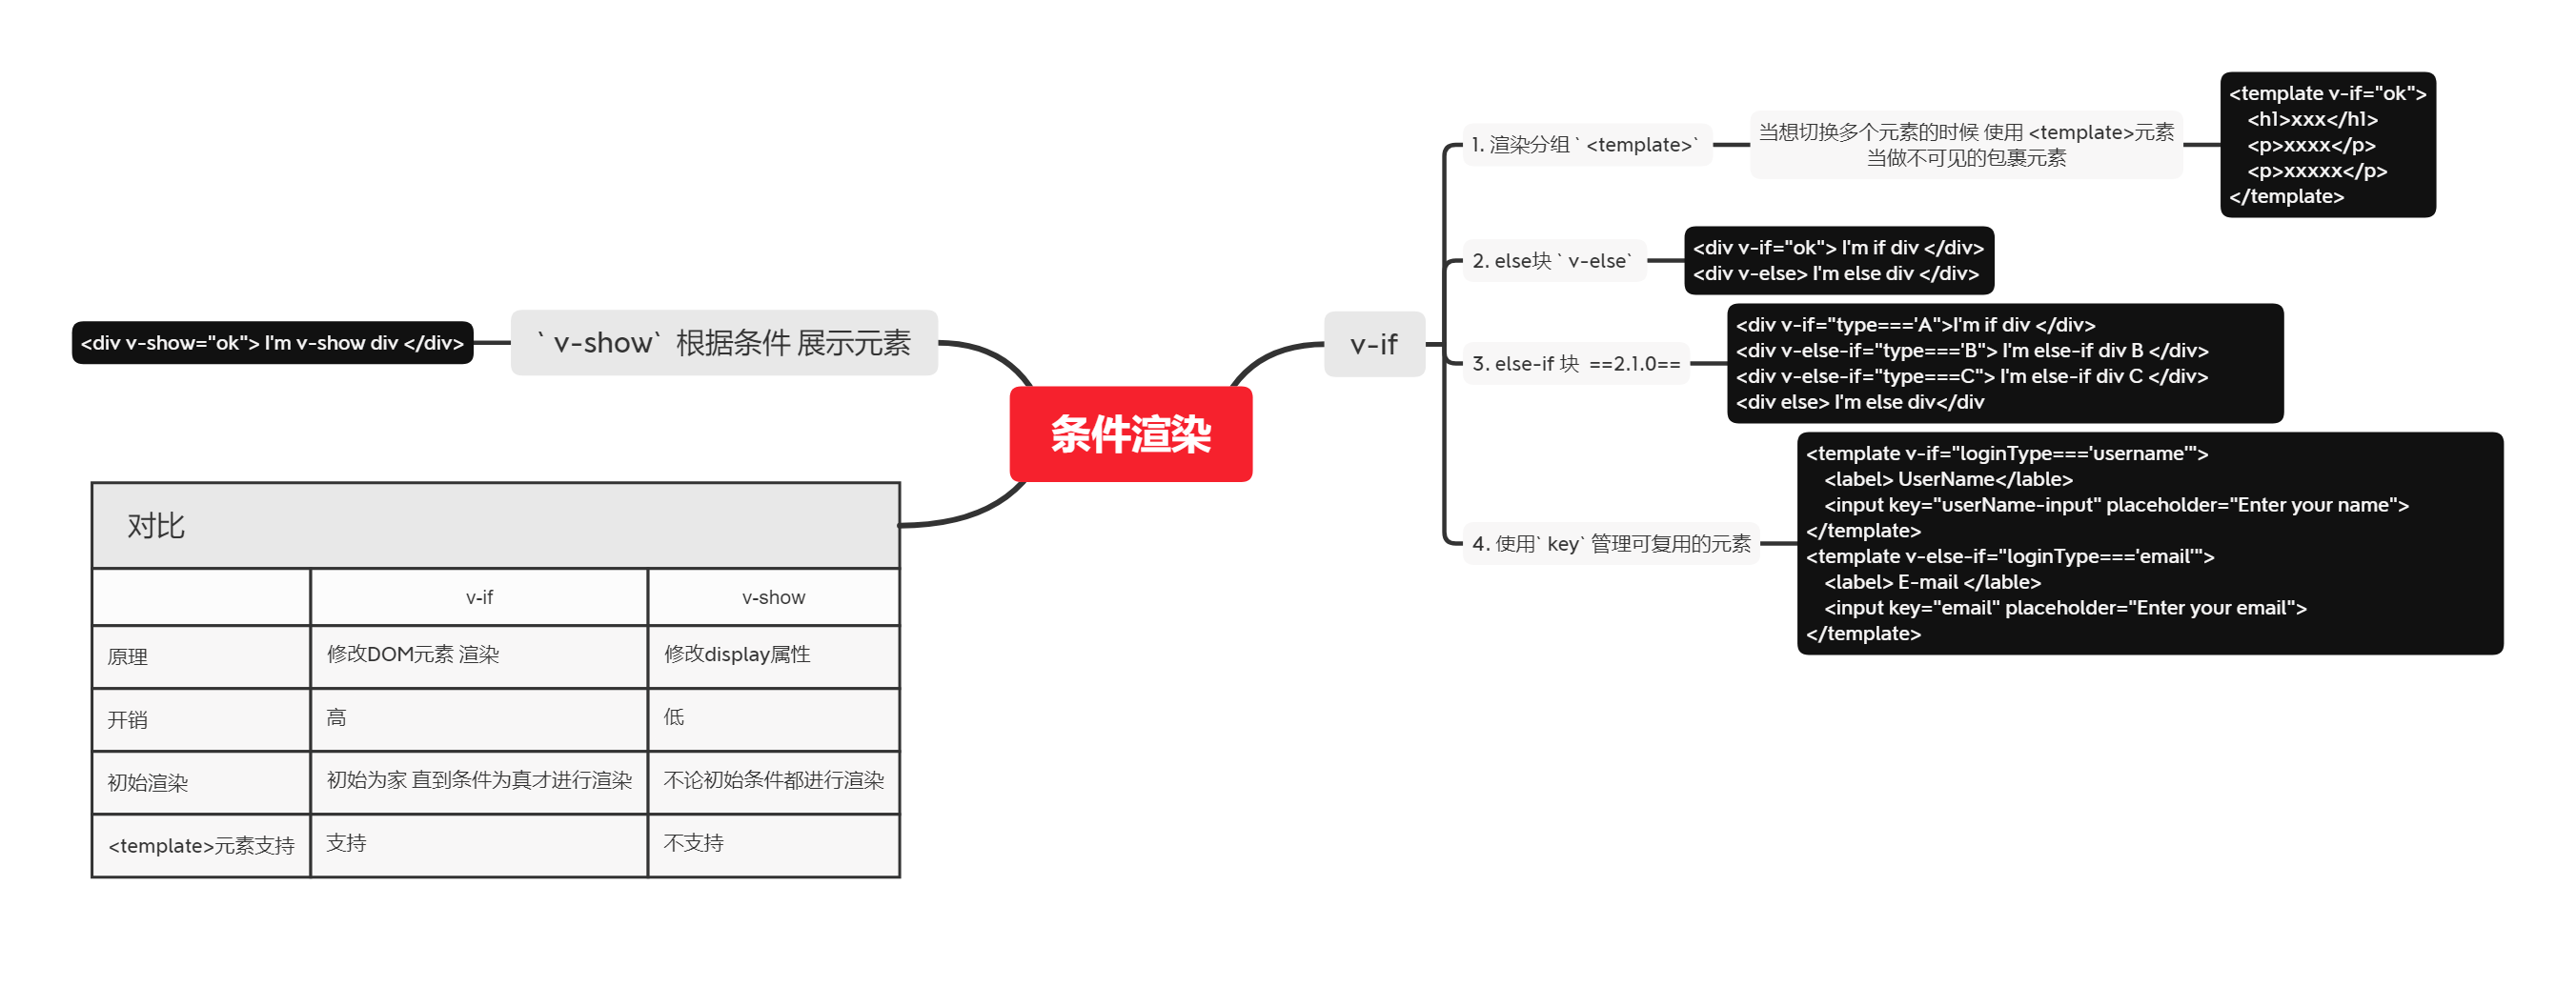 条件渲染
v-if
1. 渲染分组 ` <template>`
当想切换多个元素的时候 使用 <template>元素
当做不可见的包裹元素
<template v-if="ok">
<h1>xxx</h1>
<p>xxxx</p>
<p>xxxxx</p>
</template>
2. else块 ` v-else`
<div v-if="ok"> I'm if div </div>
<div v-else> I'm else div </div>
3. else-if 块 ==2.1.0==
<div v-if="type==='A">I'm if div </div>
<div v-else-if="type==='B"> I'm else-if div B </div>
<div v-else-if="type===C"> I'm else-if div C </div>
<div else> I'm else div</div
4. 使用` key` 管理可复用的元素
<template v-if="loginType==='username'">
<label> UserName</lable>
<input key="userName-input" placeholder="Enter your name">
</template>
<template v-else-if="loginType==='email'">
<label> E-mail </lable>
<input key="email" placeholder="Enter your email">
</template>
` v-show` 根据条件 展示元素
<div v-show="ok"> I'm v-show div </div>
对比
v-if v-show
原理 修改DOM元素 渲染 修改display属性
开销 高 低
初始渲染 初始为家 直到条件为真才进行渲染 不论初始条件都进行渲染
<template>元素支持 支持 不支持